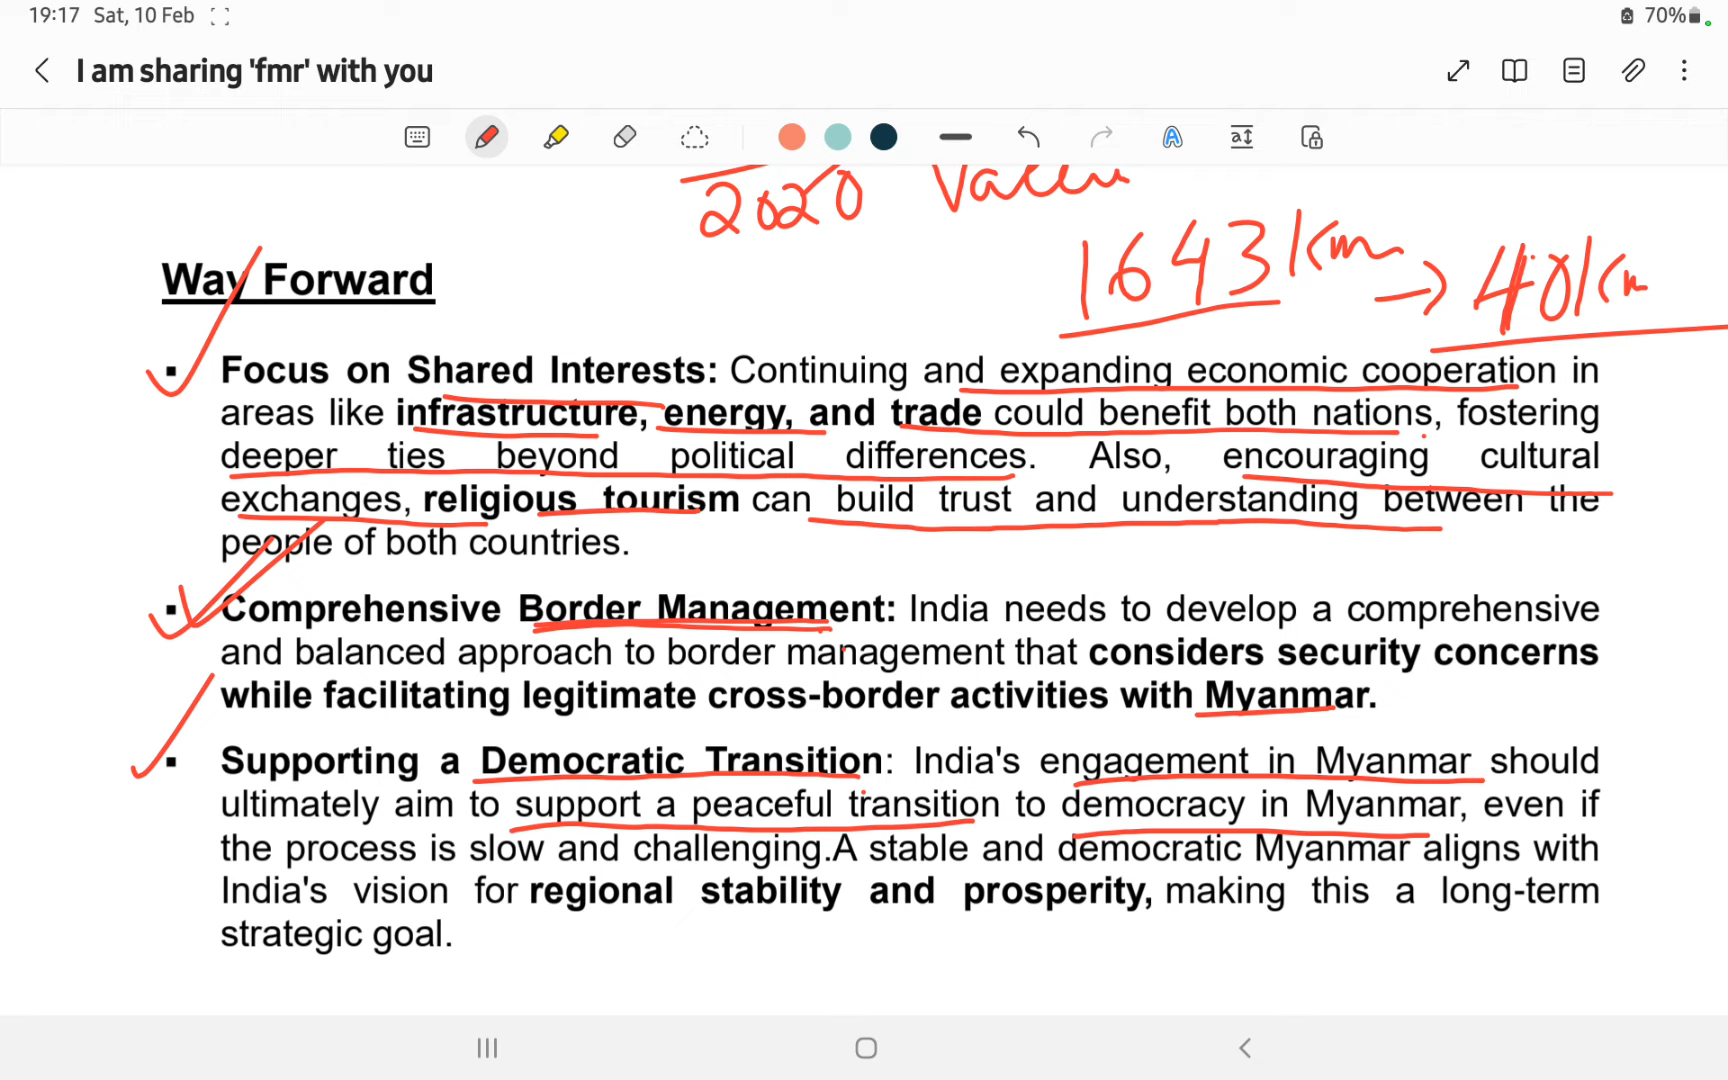 19:17 Sat, 10 Feb 70%
I am sharing 'fmr' with you
2020
1643 km → 40 km
Way Forward
▪ Focus on Shared Interests: Continuing and expanding economic cooperation in
areas like infrastructure, energy, and trade could benefit both nations, fostering
deeper ties beyond political differences. Also, encouraging cultural
exchanges, religious tourism can build trust and understanding between the
people of both countries.
▪ Comprehensive Border Management: India needs to develop a comprehensive
and balanced approach to border management that considers security concerns
while facilitating legitimate cross-border activities with Myanmar.
▪ Supporting a Democratic Transition: India's engagement in Myanmar should
ultimately aim to support a peaceful transition to democracy in Myanmar, even if
the process is slow and challenging.A stable and democratic Myanmar aligns with
India's vision for regional stability and prosperity, making this a long-term
strategic goal.